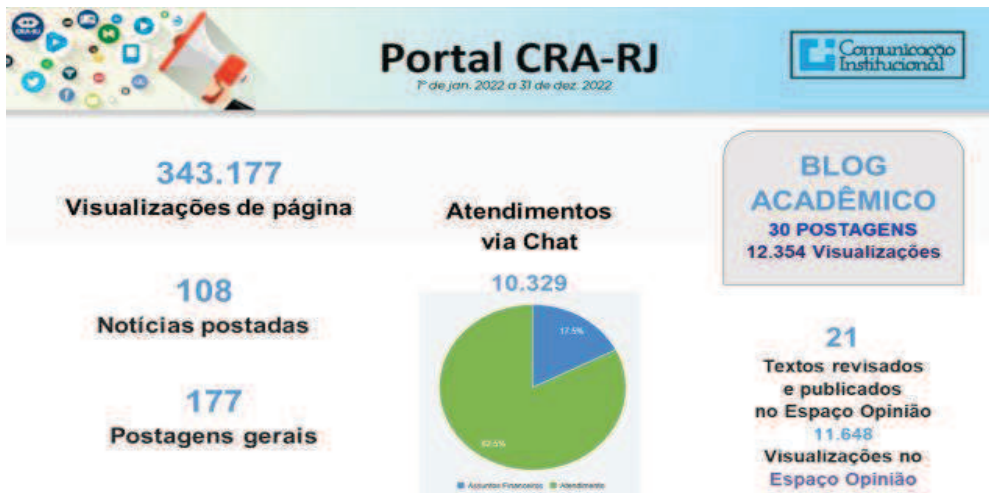 CRA-RJ
Portal CRA-RJ
1º de jan. 2022 a 31 de dez. 2022
Comunicação
Institucional
343.177
Visualizações de página
108
Notícias postadas
177
Postagens gerais
Atendimentos
via Chat
10.329
17.5%
82.5%
Assuntos Financeiros Atendimento
BLOG
ACADÊMICO
30 POSTAGENS
12.354 Visualizações
21
Textos revisados
e publicados
no Espaço Opinião
11.648
Visualizações no
Espaço Opinião